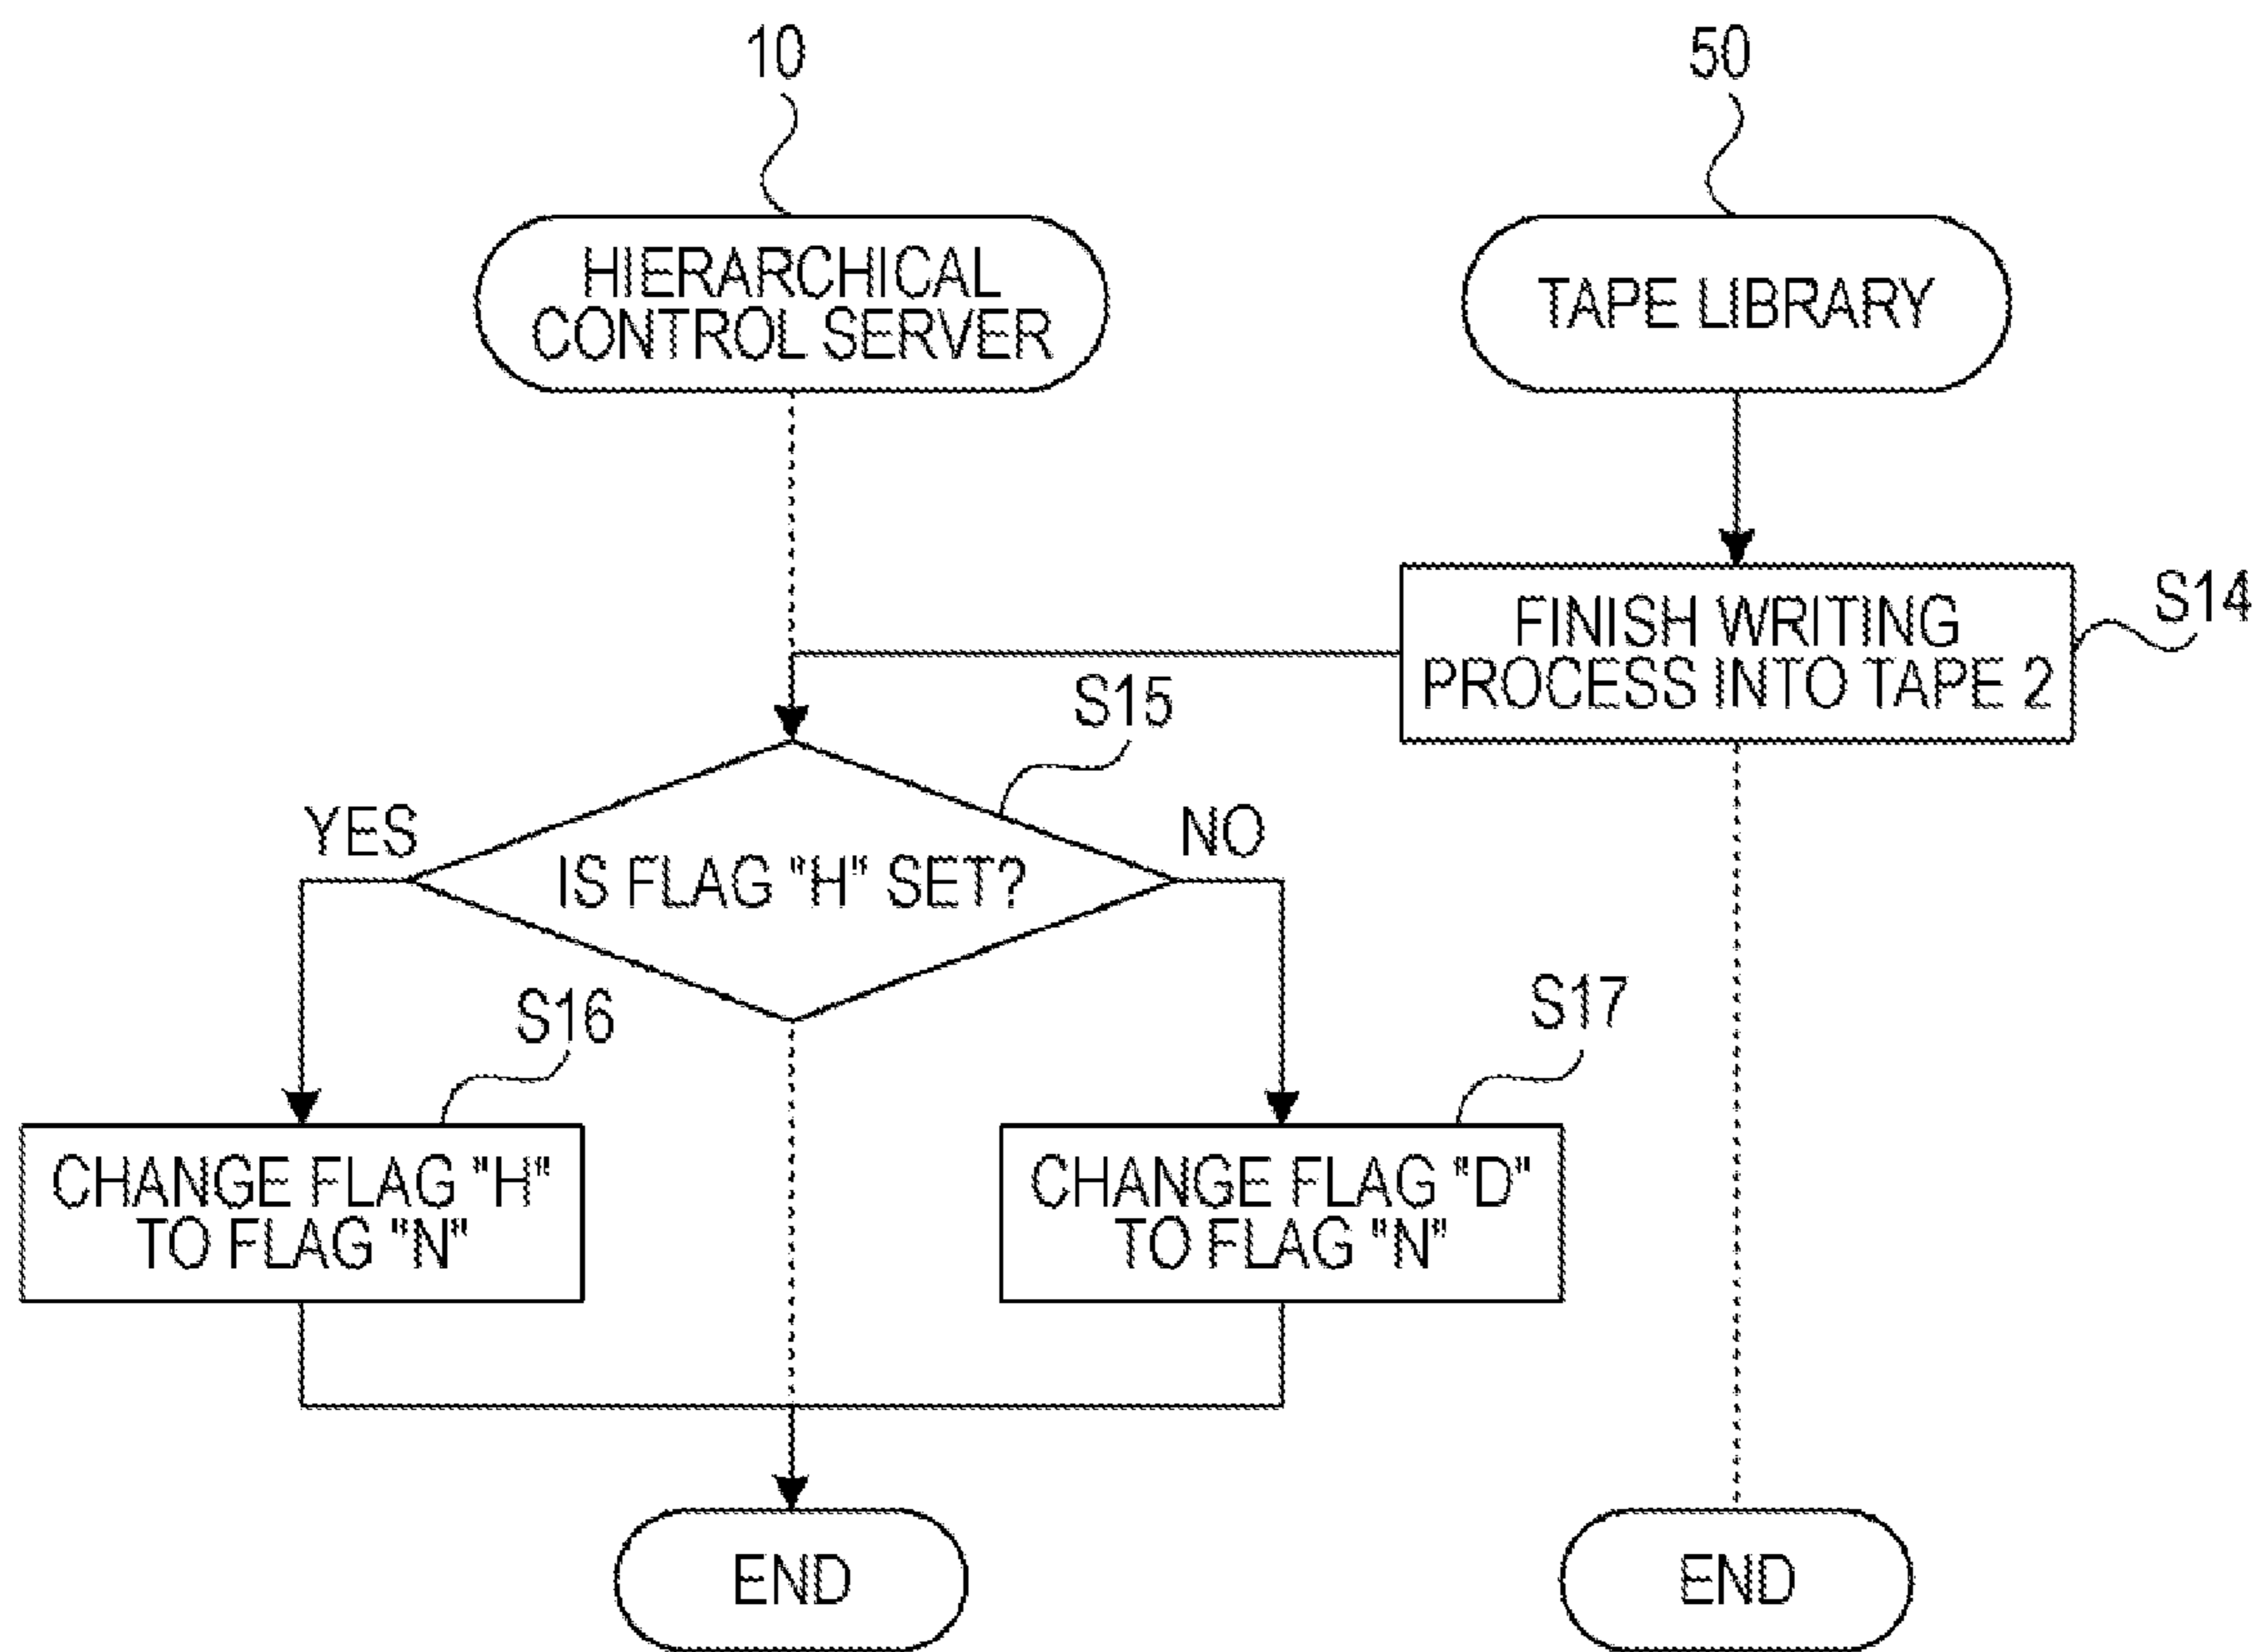 10
50
HIERARCHICAL
CONTROL SERVER
TAPE LIBRARY
FINISH WRITING
PROCESS INTO TAPE 2
S14
S15
YES
NO
IS FLAG "H" SET?
S16
S17
CHANGE FLAG "H"
TO FLAG "N"
CHANGE FLAG "D"
TO FLAG "N"
END
END